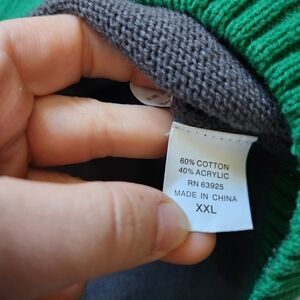 60% COTTON
40% ACRYLIC
RN 63925
MADE IN CHINA
XXL